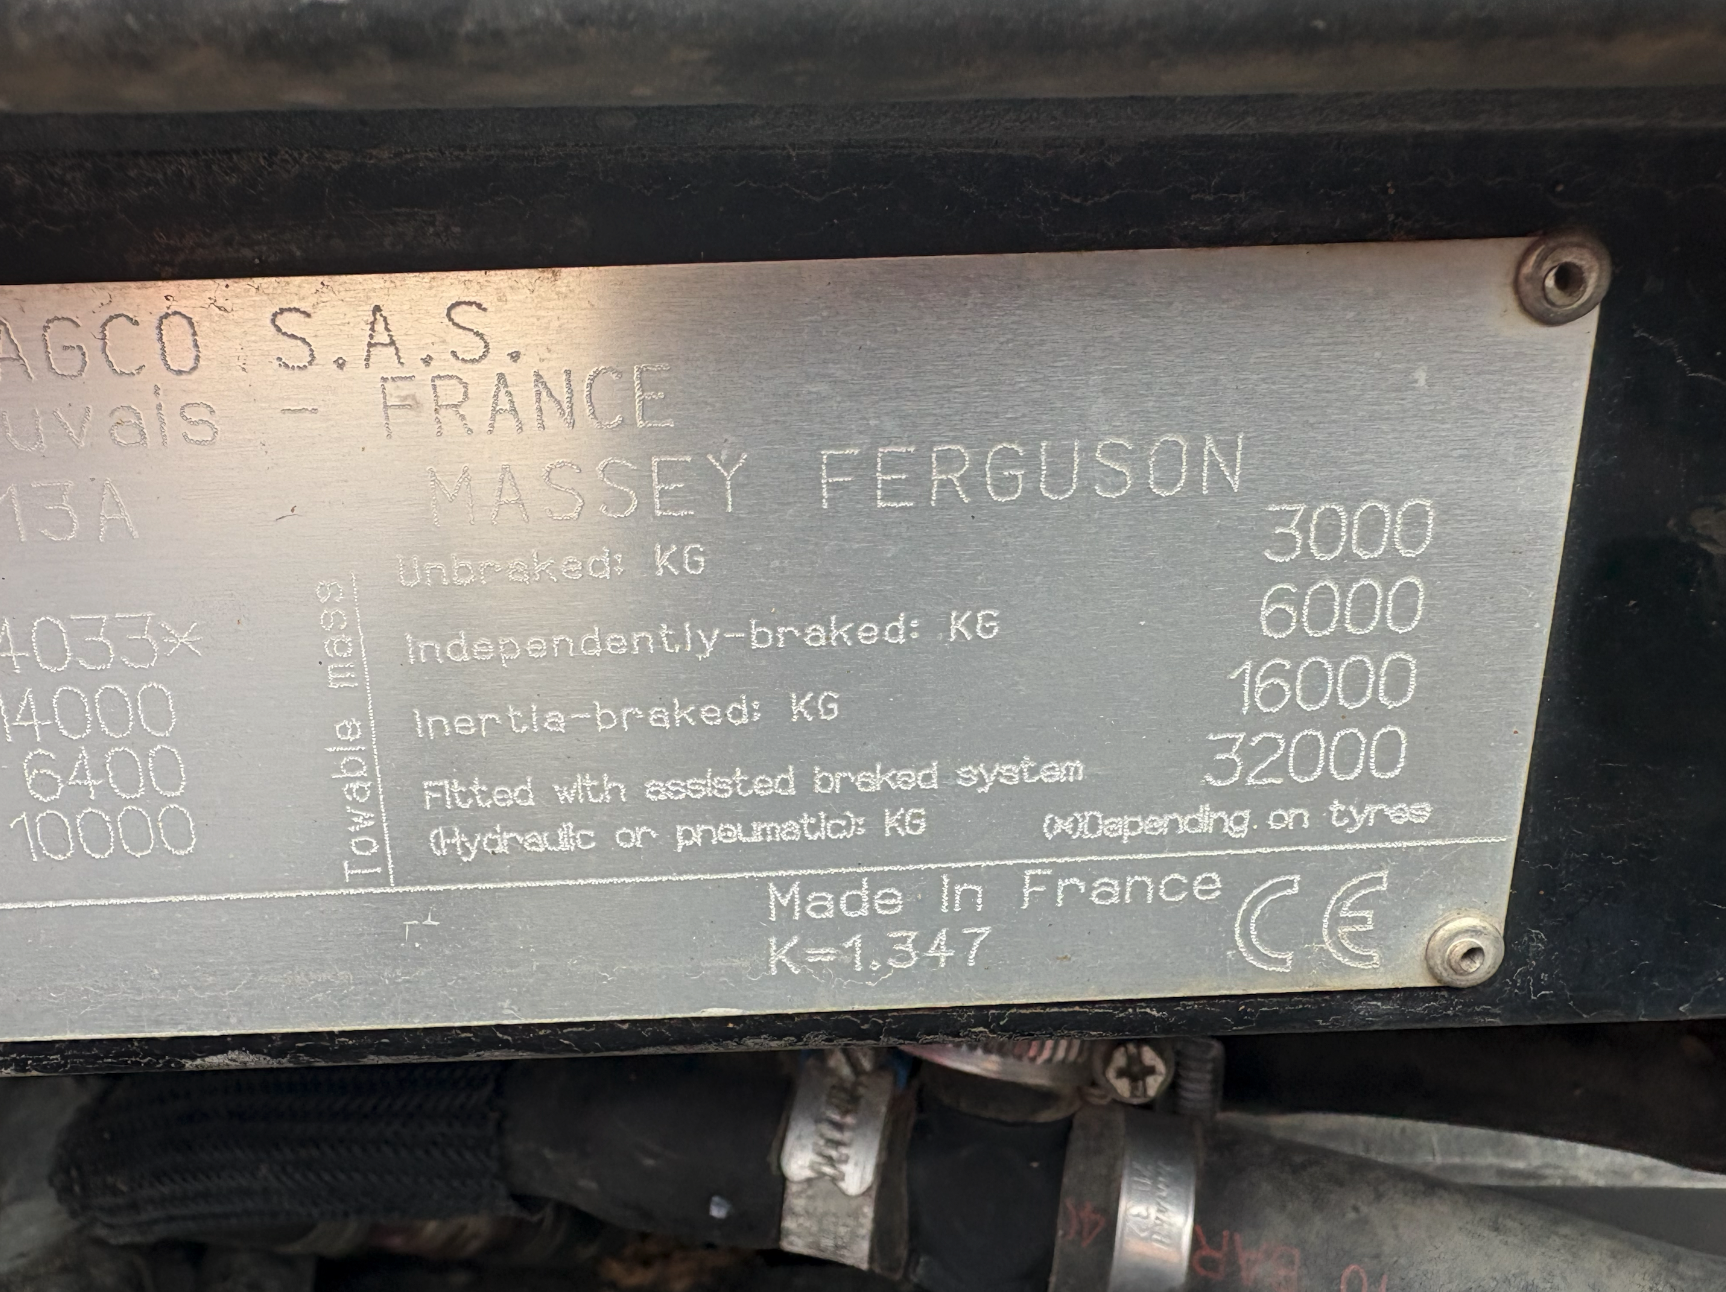 AGCO S.A.S.
uvais - FRANCE
13A MASSEY FERGUSON
Towable mass
Unbraked: KG 3000
4033* Independently-braked: KG 6000
14000 Inertia-braked: KG 16000
6400 Fitted with assisted braked system 32000
10000 (Hydraulic or pneumatic): KG (*)Depending on tyres
Made In France CE
K=1.347
BAR